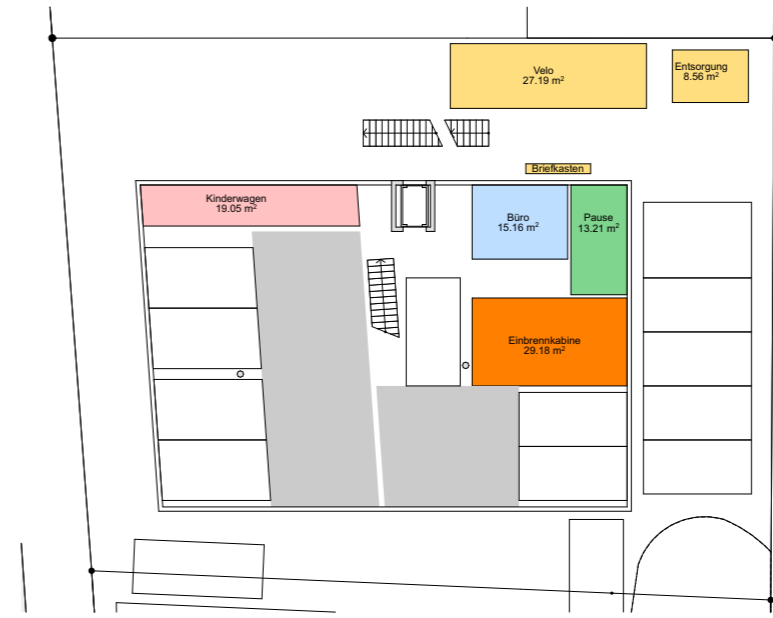 Velo
27.19 m²
Entsorgung
8.56 m²
Briefkasten
Kinderwagen
19.05 m²
Büro
15.16 m²
Pause
13.21 m²
Einbrennkabine
29.18 m²